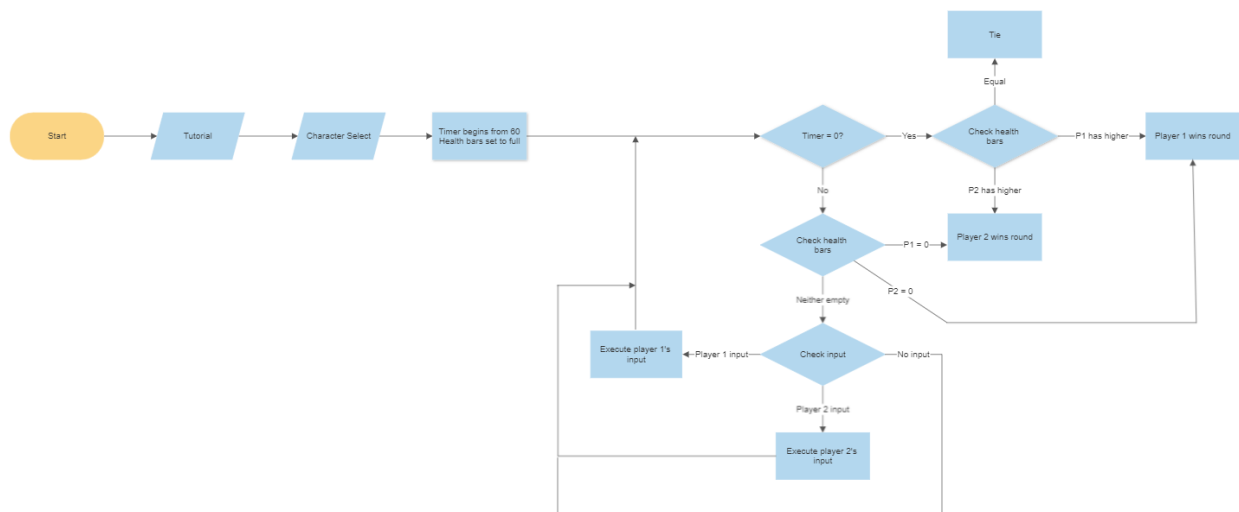 Tie
Equal
Start
Tutorial
Character Select
Timer begins from 60
Health bars set to full
Timer = 0?
Yes
Check health
bars
P1 has higher
Player 1 wins round
No
P2 has higher
Check health
bars
P1 = 0
Player 2 wins round
P2 = 0
Neither empty
Execute player 1's
input
Player 1 input
Check input
No input
Player 2 input
Execute player 2's
input